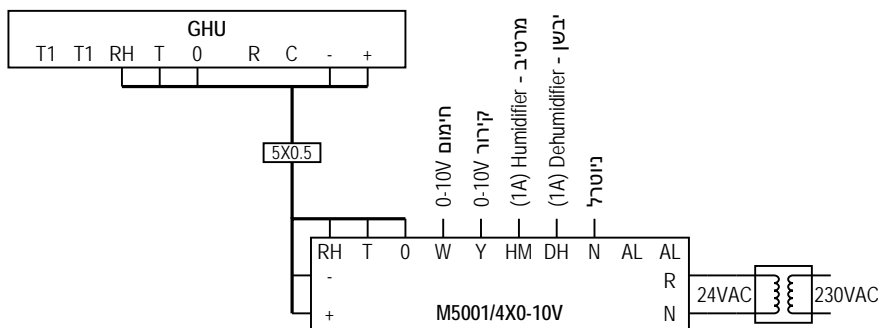 GHU
T1 T1 RH T 0 R C - +
5X0.5
0-10V חימום
0-10V קירור
(1A) Humidifier - מרטיב
(1A) Dehumidifier - יבשן
ניוטרל
RH T 0 W Y HM DH N AL AL
- R
24VAC 230VAC
+ M5001/4X0-10V N